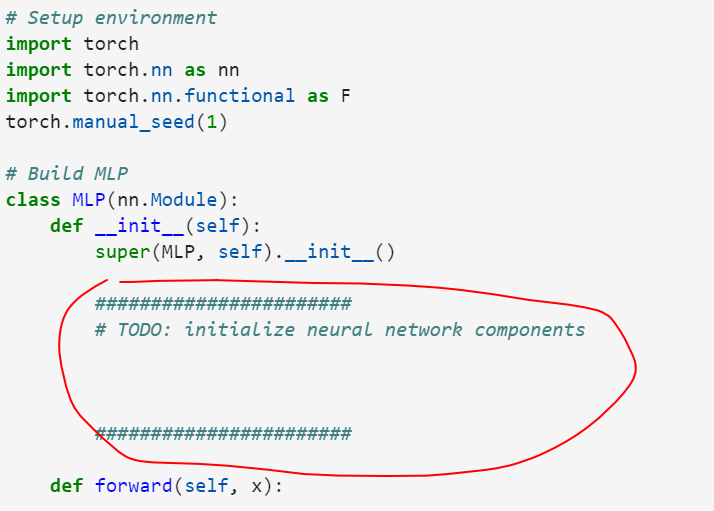 # Setup environment
import torch
import torch.nn as nn
import torch.nn.functional as F
torch.manual_seed(1)
# Build MLP
class MLP(nn.Module):
def __init__(self):
super(MLP, self).__init__()
#######################
# TODO: initialize neural network components
#######################
def forward(self, x):